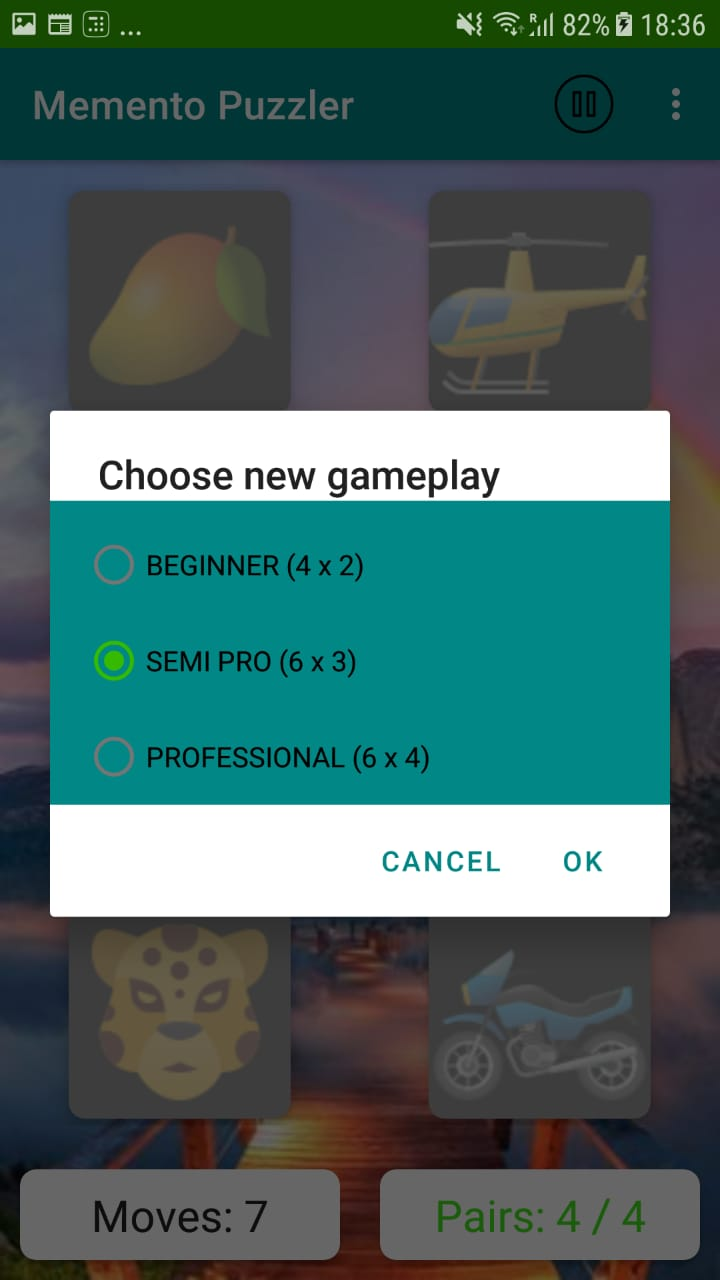 ... R 82% 18:36
Memento Puzzler
Choose new gameplay
BEGINNER (4 x 2)
SEMI PRO (6 x 3)
PROFESSIONAL (6 x 4)
CANCEL OK
Moves: 7 Pairs: 4 / 4